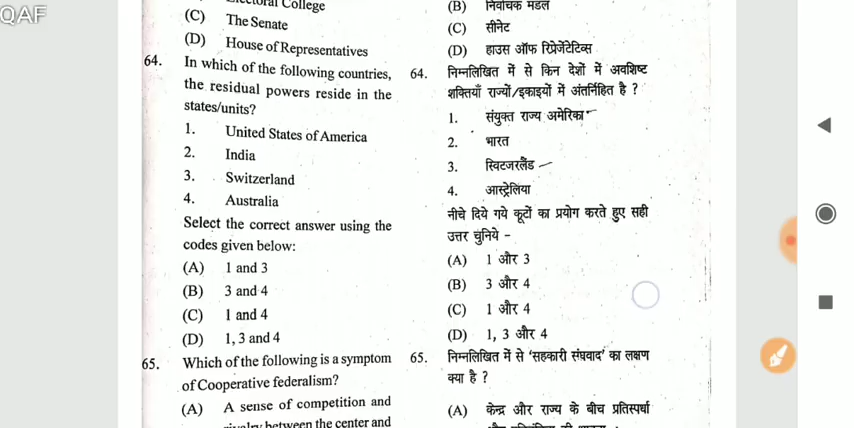 QAF
College
(C) The Senate
(D) House of Representatives
64. In which of the following countries,
the residual powers reside in the
states/units?
1. United States of America
2. India
3. Switzerland
4. Australia
Select the correct answer using the
codes given below:
(A) 1 and 3
(B) 3 and 4
(C) 1 and 4
(D) 1, 3 and 4
65. Which of the following is a symptom
of Cooperative federalism?
(A) A sense of competition and
between the center and
(B) निर्वाचक मंडल
(C) सीनेट
(D) हाउस ऑफ रिप्रेजेंटेटिव्स
64. निम्नलिखित में से किन देशों में अवशिष्ट
शक्तियाँ राज्यों/इकाइयों में अंतर्निहित है ?
1. संयुक्त राज्य अमेरिका
2. भारत
3. स्विटजरलैंड
4. आस्ट्रेलिया
नीचे दिये गये कूटों का प्रयोग करते हुए सही
उत्तर चुनिये -
(A) 1 और 3
(B) 3 और 4
(C) 1 और 4
(D) 1, 3 और 4
65. निम्नलिखित में से 'सहकारी संघवाद' का लक्षण
क्या है ?
(A) केन्द्र और राज्य के बीच प्रतिस्पर्धा